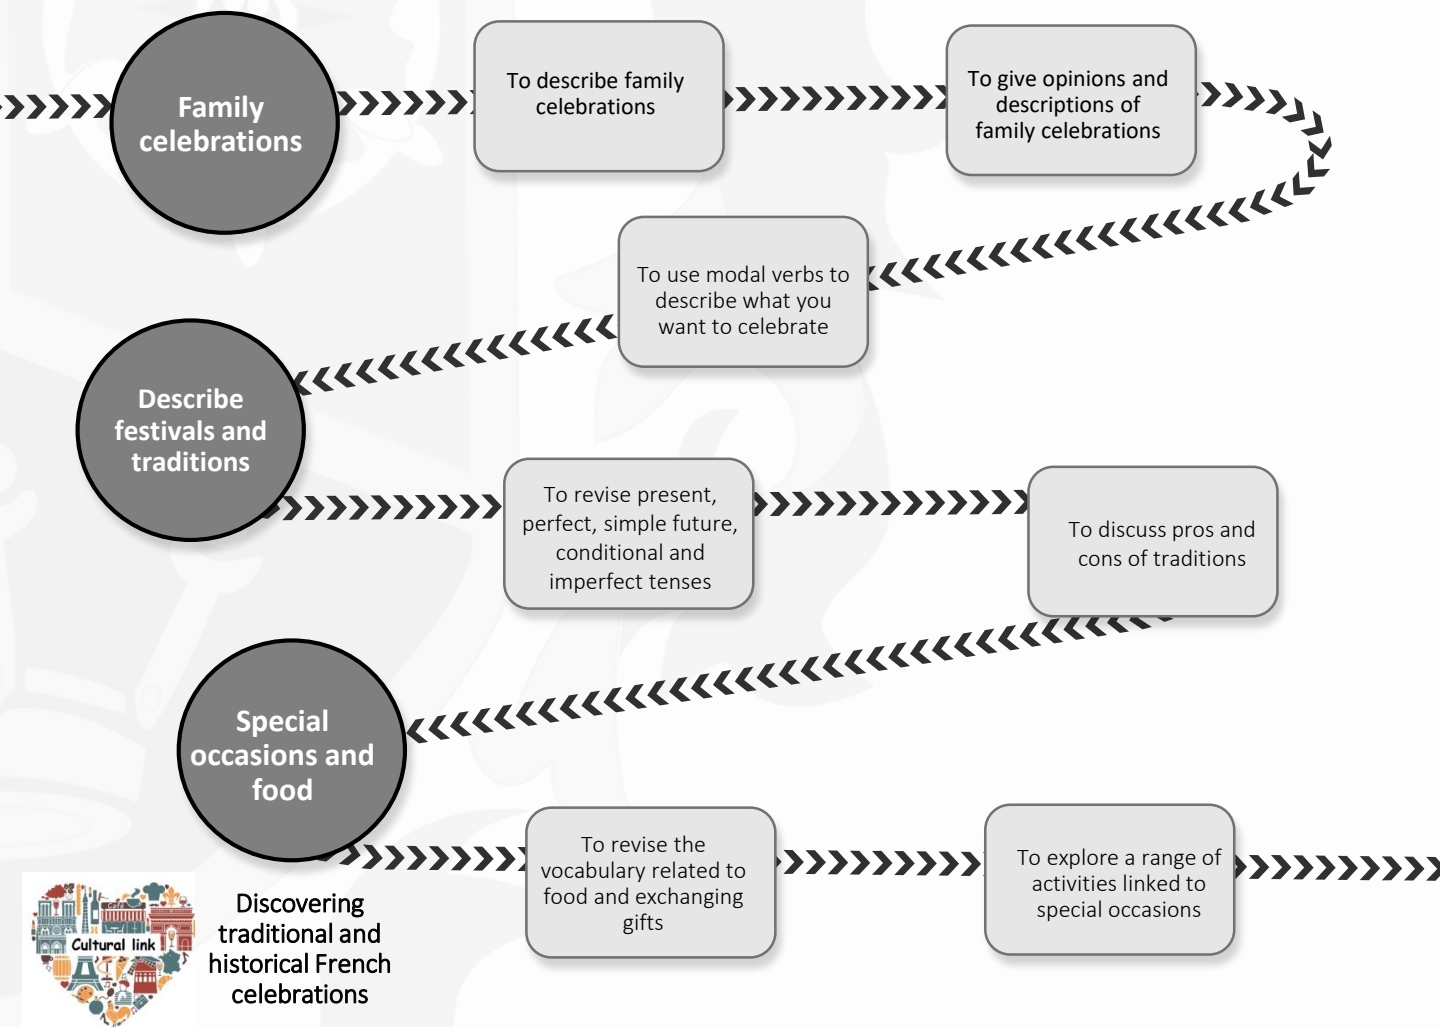 Family
celebrations
To describe family
celebrations
To give opinions and
descriptions of
family celebrations
To use modal verbs to
describe what you
want to celebrate
Describe
festivals and
traditions
To revise present,
perfect, simple future,
conditional and
imperfect tenses
To discuss pros and
cons of traditions
Special
occasions and
food
To revise the
vocabulary related to
food and exchanging
gifts
To explore a range of
activities linked to
special occasions
Cultural link
Discovering
traditional and
historical French
celebrations